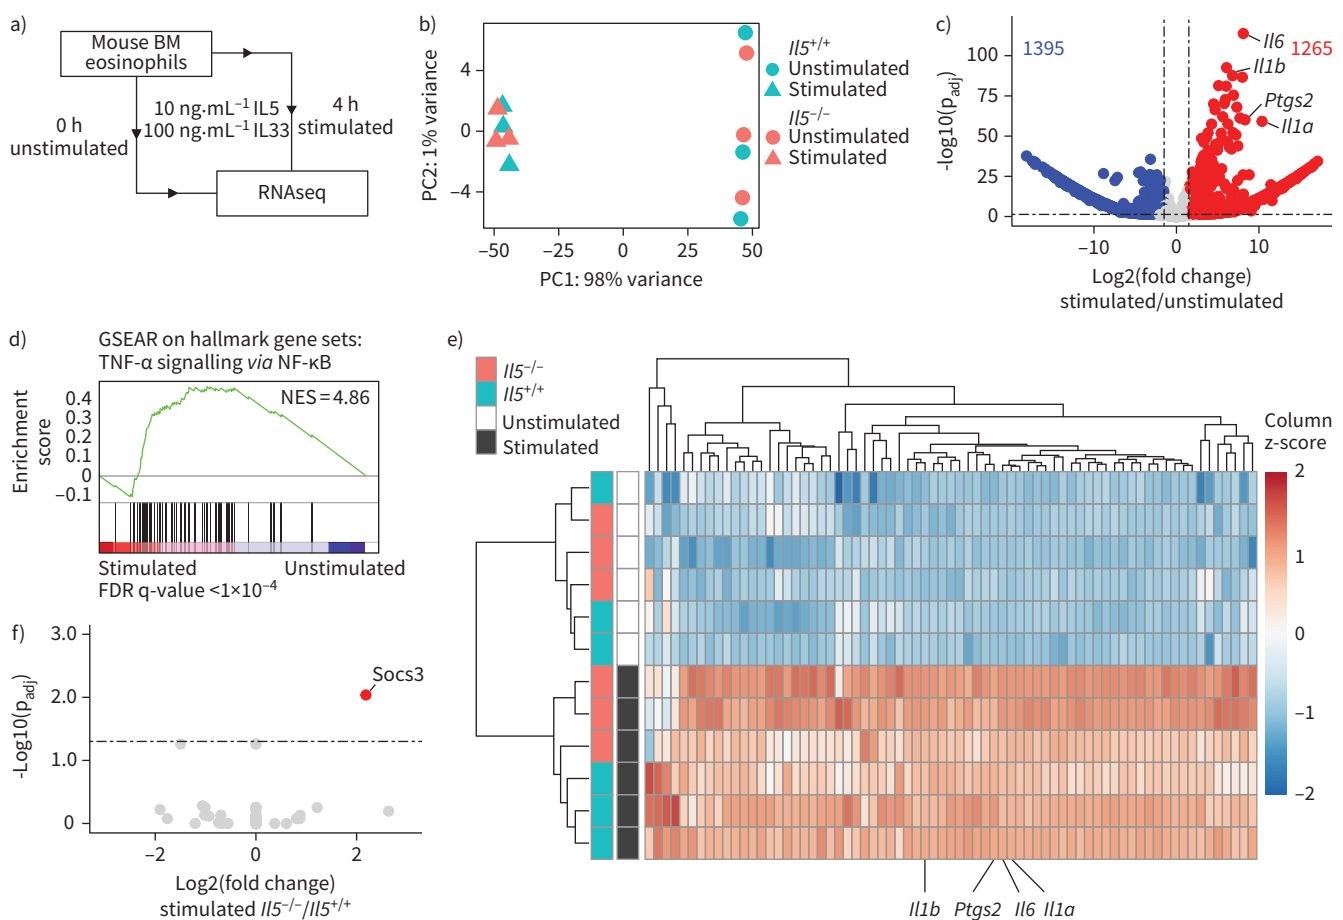 a)
Mouse BM
eosinophils
10 ng·mL⁻¹ IL5
100 ng·mL⁻¹ IL33
0 h
unstimulated
4 h
stimulated
RNAseq
b)
PC2: 1% variance
4
0
−4
−50
−25
0
25
50
PC1: 98% variance
Il5⁺/⁺
Unstimulated
Stimulated
Il5⁻/⁻
Unstimulated
Stimulated
c)
-log10(p_adj)
100
75
50
25
0
1395
1265
Il6
Il1b
Ptgs2
Il1a
−10
0
10
Log2(fold change)
stimulated/unstimulated
d)
GSEAR on hallmark gene sets:
TNF-α signalling via NF-κB
NES = 4.86
Enrichment
score
0.4
0.3
0.2
0.1
0
−0.1
Stimulated
Unstimulated
FDR q-value <1×10⁻⁴
e)
Il5⁻/⁻
Il5⁺/⁺
Unstimulated
Stimulated
Column
z-score
2
1
0
−1
−2
Il1b
Ptgs2
Il6
Il1a
f)
-Log10(p_adj)
3.0
2.0
1.0
0
Socs3
−2
0
2
Log2(fold change)
stimulated Il5⁻/⁻/Il5⁺/⁺